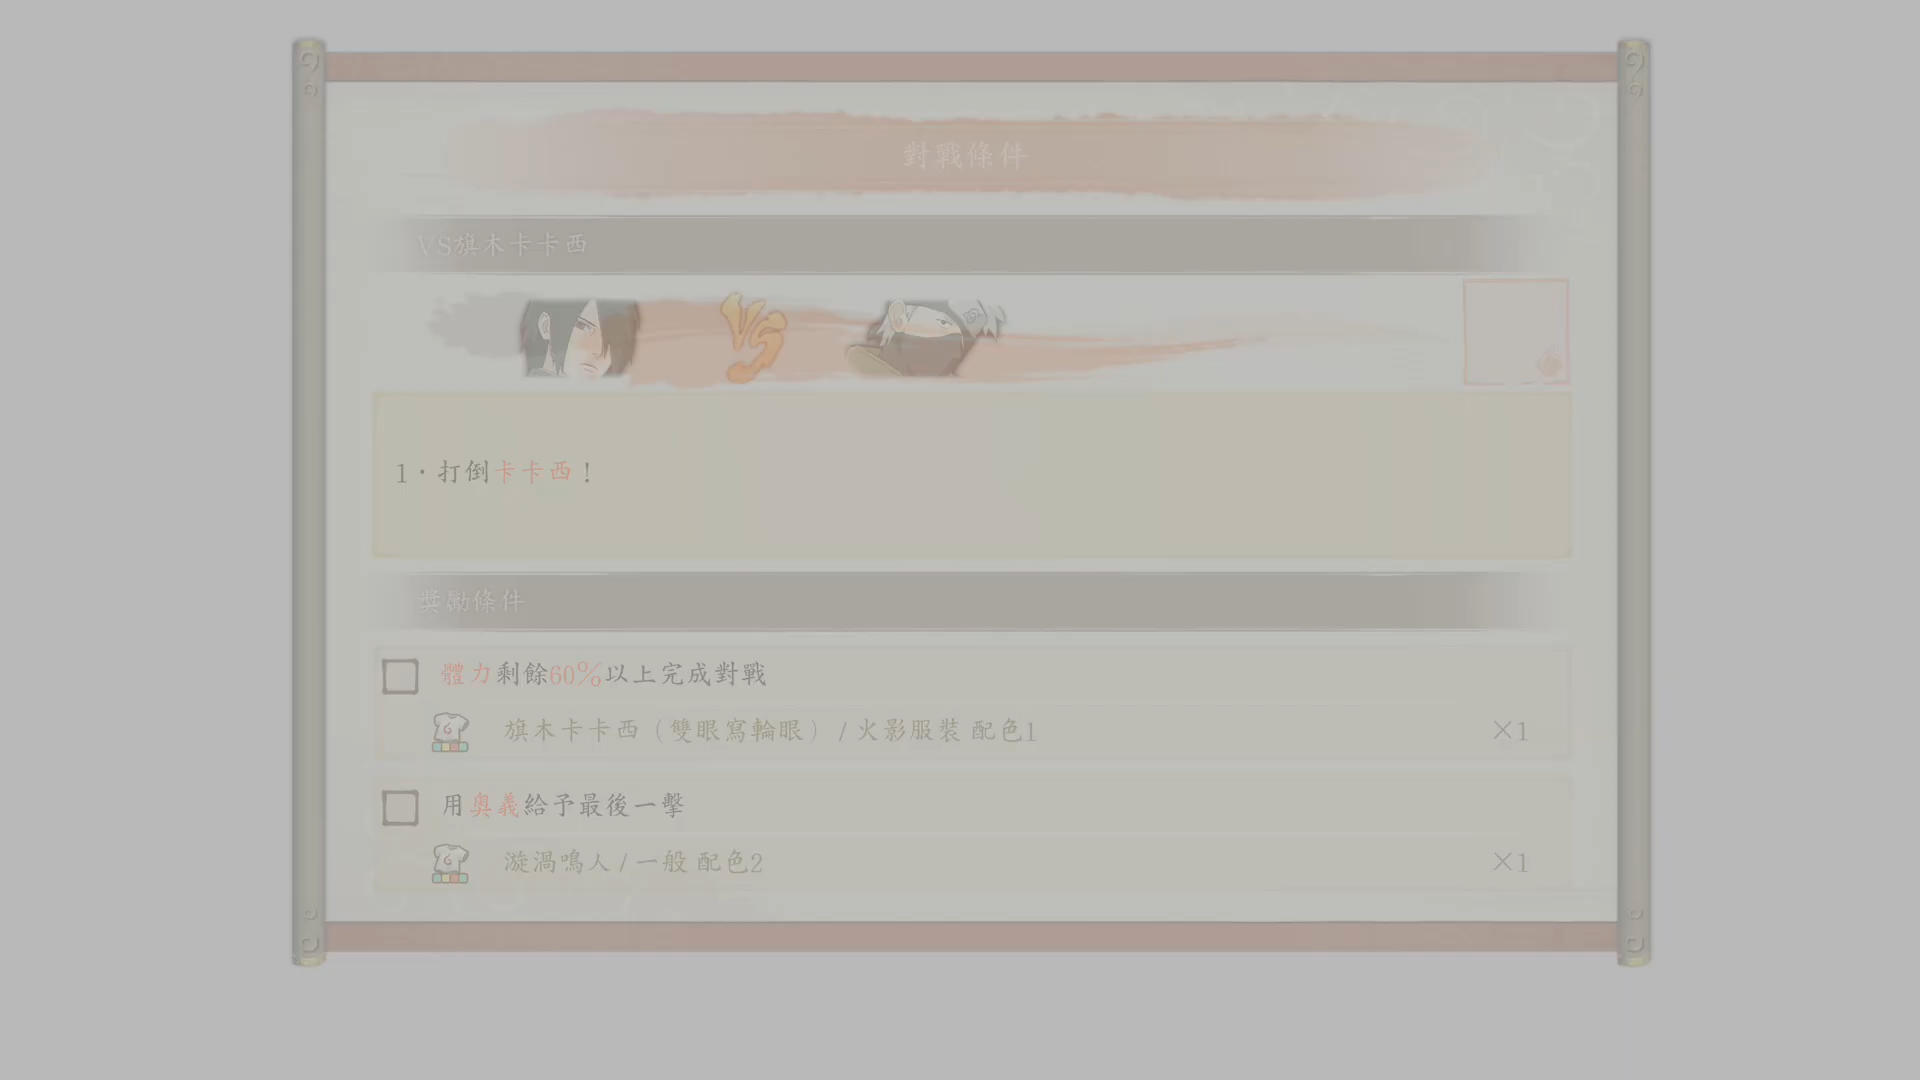 對戰條件
VS旗木卡卡西
VS
1・打倒卡卡西！
獎勵條件
體力剩餘60%以上完成對戰
旗木卡卡西（雙眼寫輪眼）/火影服裝 配色1 ×1
用奧義給予最後一擊
漩渦鳴人/一般 配色2 ×1